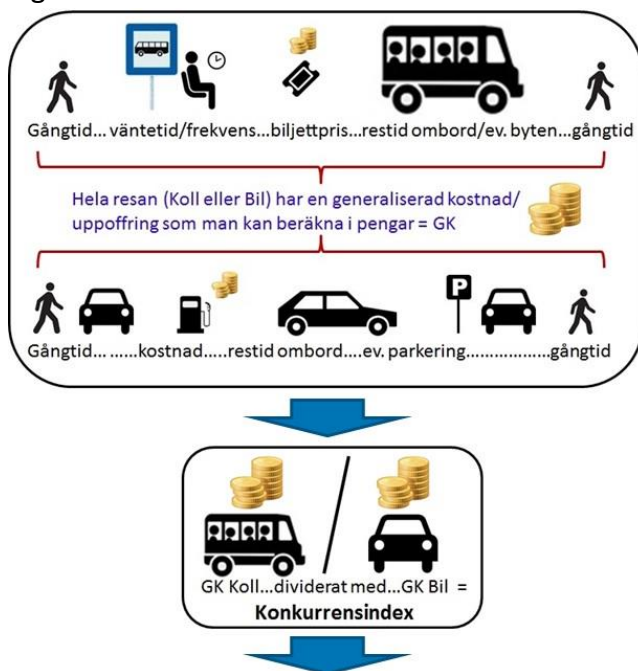 Gångtid... väntetid/frekvens...biljettpris...restid ombord/ev. byten...gångtid
Hela resan (Koll eller Bil) har en generaliserad kostnad/
uppoffring som man kan beräkna i pengar = GK
P
Gångtid... ......kostnad.....restid ombord....ev. parkering.................gångtid
GK Koll...dividerat med...GK Bil =
Konkurrensindex